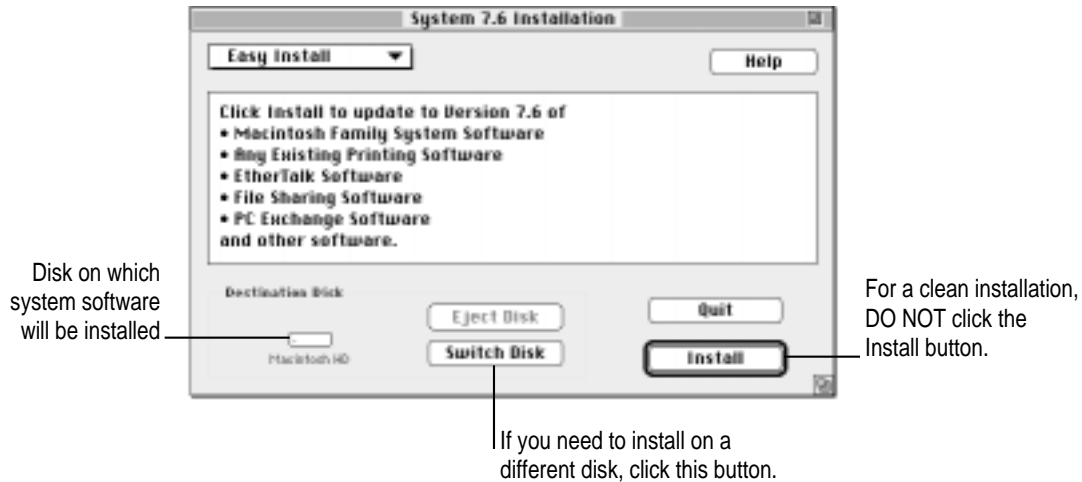 System 7.6 Installation
Easy Install
Help
Click Install to update to Version 7.6 of
• Macintosh Family System Software
• Any Existing Printing Software
• EtherTalk Software
• File Sharing Software
• PC Exchange Software
and other software.
Disk on which
system software
will be installed
Destination Disk
Macintosh HD
Eject Disk
Switch Disk
Quit
Install
For a clean installation,
DO NOT click the
Install button.
If you need to install on a
different disk, click this button.